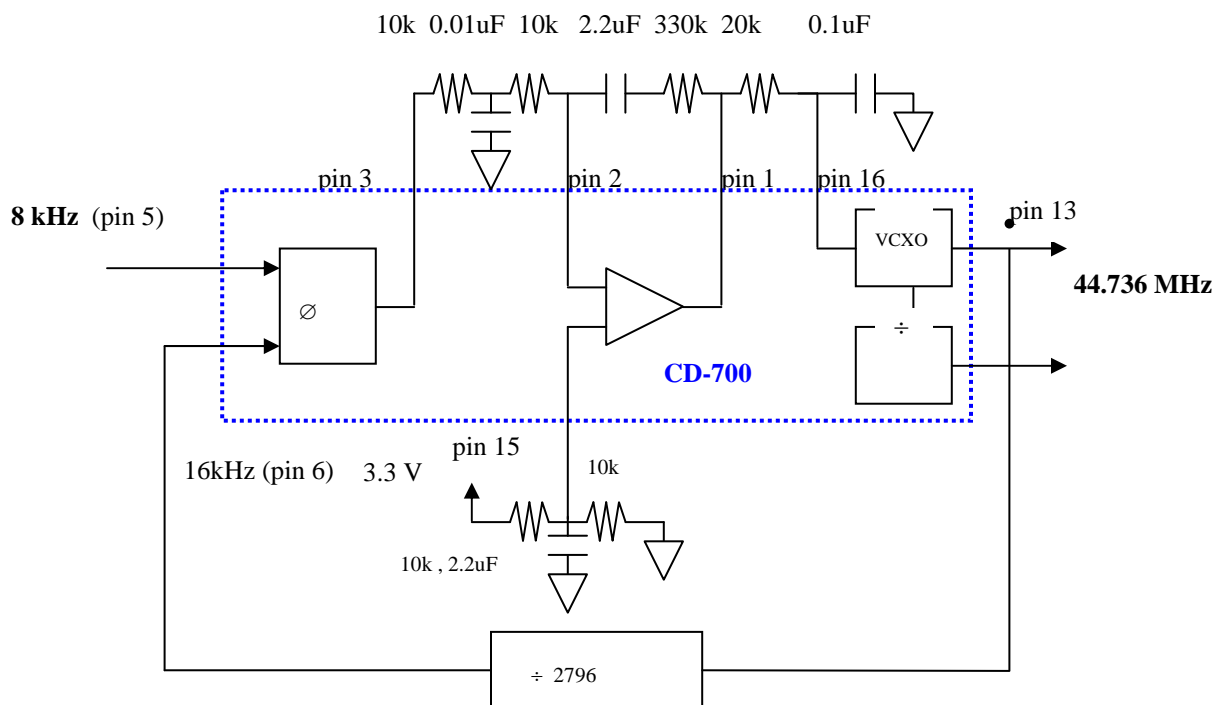 10k 0.01uF 10k 2.2uF 330k 20k 0.1uF
pin 3 pin 2 pin 1 pin 16
8 kHz (pin 5) pin 13
VCXO
44.736 MHz
∅
÷
CD-700
pin 15
16kHz (pin 6) 3.3 V 10k
10k , 2.2uF
÷ 2796